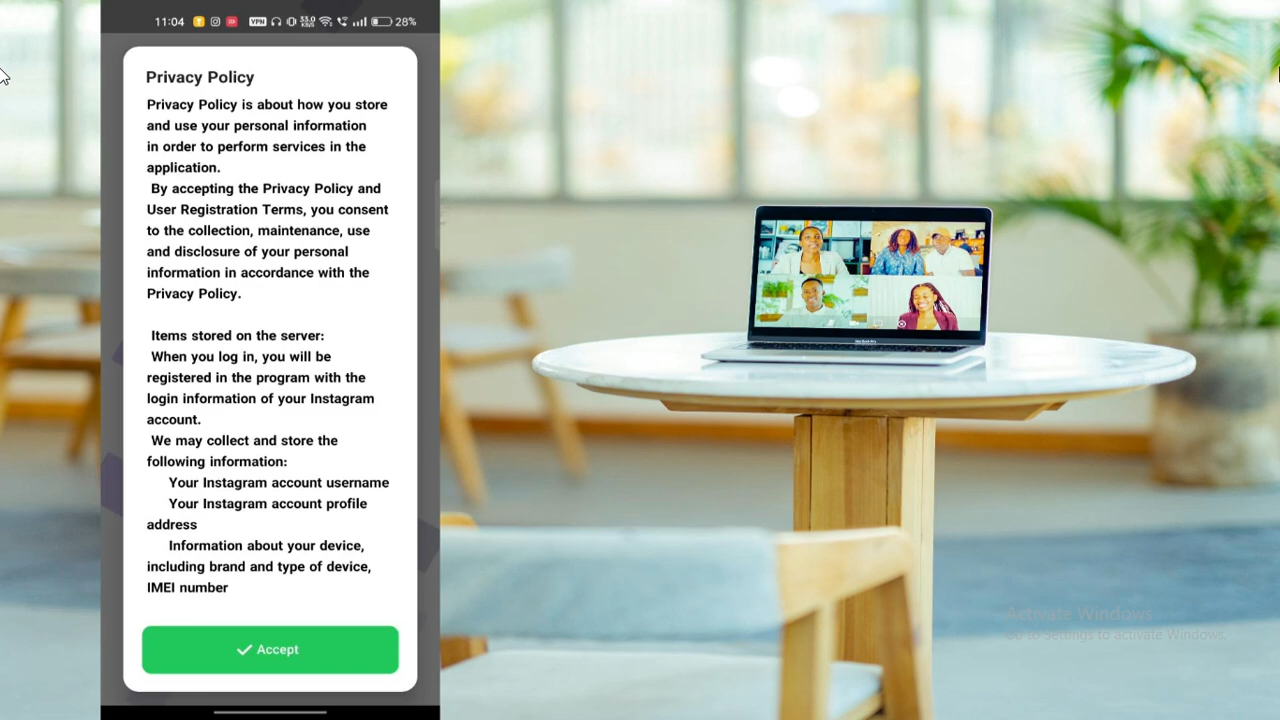 11:04
VPN
53.0
KB/S
28%
Privacy Policy
Privacy Policy is about how you store
and use your personal information
in order to perform services in the
application.
By accepting the Privacy Policy and
User Registration Terms, you consent
to the collection, maintenance, use
and disclosure of your personal
information in accordance with the
Privacy Policy.
Items stored on the server:
When you log in, you will be
registered in the program with the
login information of your Instagram
account.
We may collect and store the
following information:
Your Instagram account username
Your Instagram account profile
address
Information about your device,
including brand and type of device,
IMEI number
Accept
MacBook Pro
Activate Windows
Go to Settings to activate Windows.